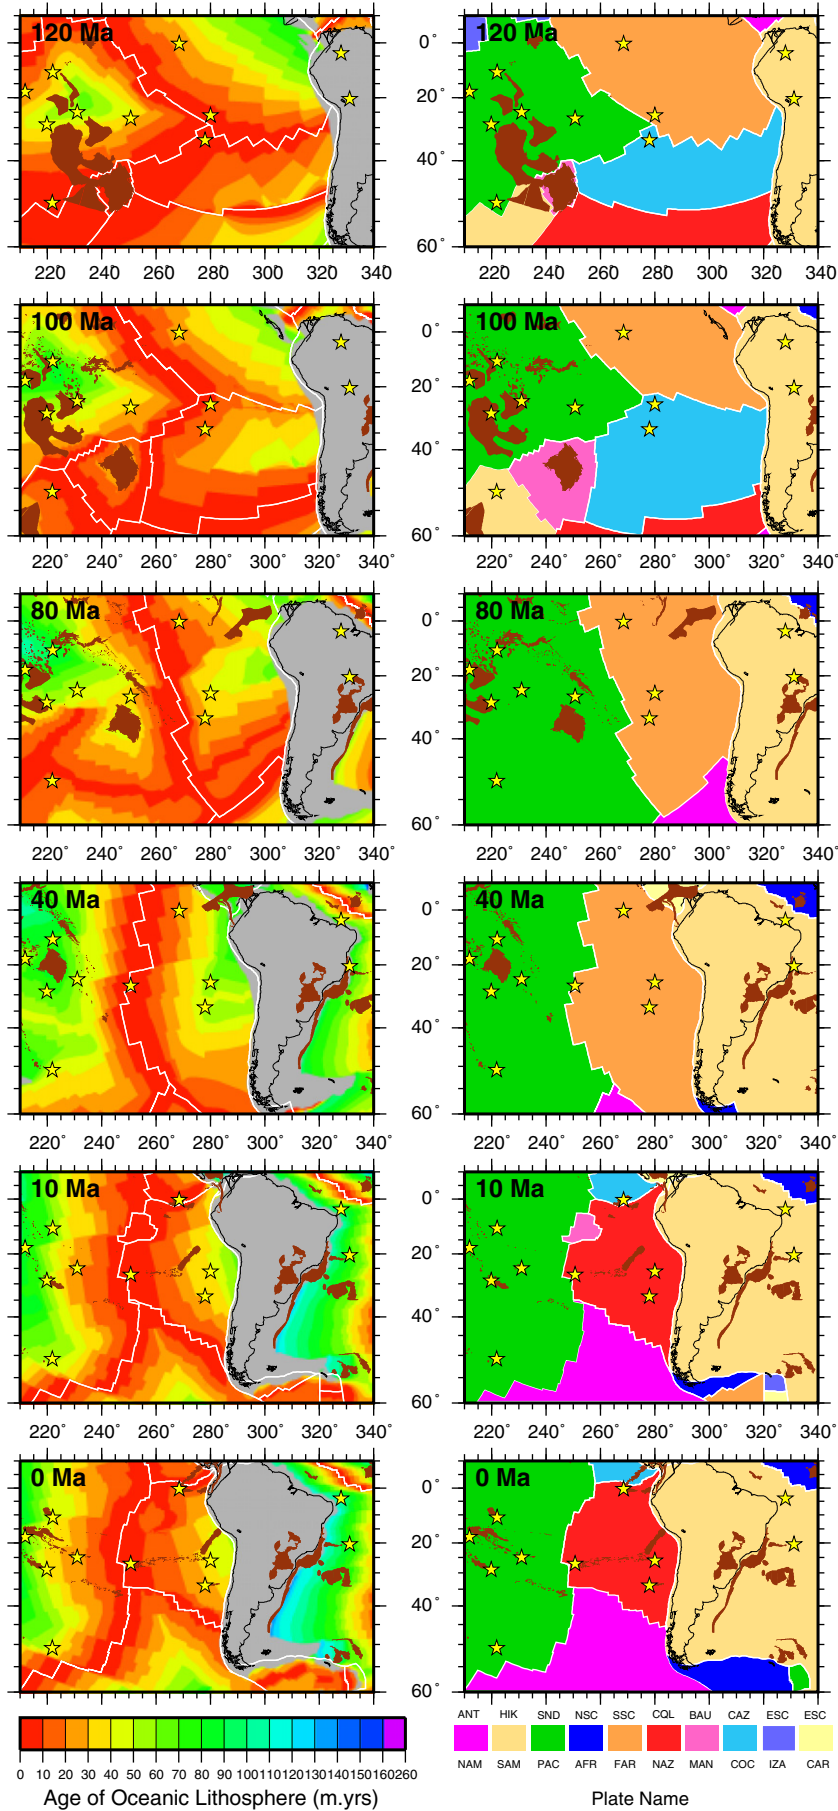 120 Ma
120 Ma
0°
20°
40°
60°
220 240 260 280 300 320 340
220 240 260 280 300 320 340
100 Ma
100 Ma
0°
20°
40°
60°
220° 240° 260° 280° 300° 320° 340°
220° 240° 260° 280° 300° 320° 340°
80 Ma
80 Ma
0°
20°
40°
60°
220° 240° 260° 280° 300° 320° 340°
220° 240° 260° 280° 300° 320° 340°
40 Ma
40 Ma
0°
20°
40°
60°
220° 240° 260° 280° 300° 320° 340°
220° 240° 260° 280° 300° 320° 340°
10 Ma
10 Ma
0°
20°
40°
60°
220° 240° 260° 280° 300° 320° 340°
220° 240° 260° 280° 300° 320° 340°
0 Ma
0 Ma
0°
20°
40°
60°
ANT HIK SND NSC SSC CQL BAU CAZ ESC ESC
NAM SAM PAC AFR FAR NAZ MAN COC IZA CAR
0 10 20 30 40 50 60 70 80 90 100 110 120 130 140 150 160 260
Age of Oceanic Lithosphere (m.yrs)
Plate Name